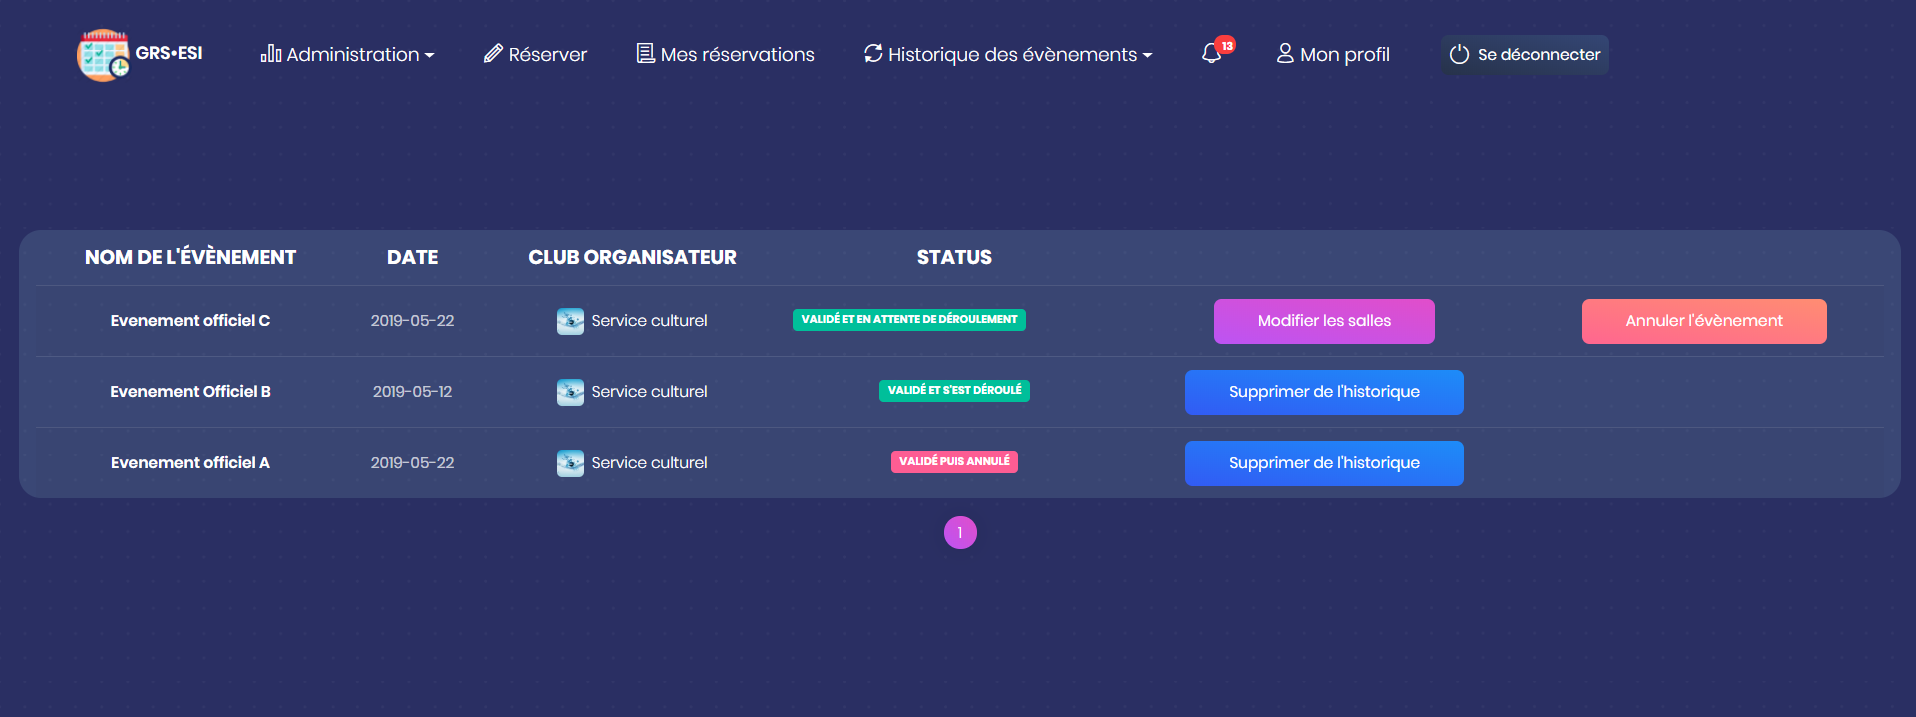 GRS•ESI Administration Réserver Mes réservations Historique des évènements 13 Mon profil Se déconnecter
NOM DE L'ÉVÈNEMENT DATE CLUB ORGANISATEUR STATUS
Evenement officiel C 2019-05-22 Service culturel VALIDÉ ET EN ATTENTE DE DÉROULEMENT Modifier les salles Annuler l'évènement
Evenement Officiel B 2019-05-12 Service culturel VALIDÉ ET S'EST DÉROULÉ Supprimer de l'historique
Evenement officiel A 2019-05-22 Service culturel VALIDÉ PUIS ANNULÉ Supprimer de l'historique
1